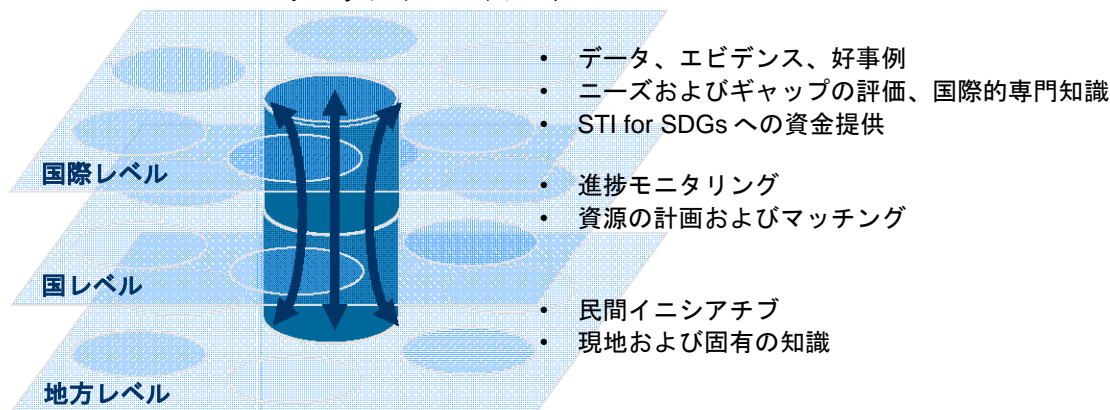 • データ、エビデンス、好事例
• ニーズおよびギャップの評価、国際的専門知識
• STI for SDGs への資金提供
国際レベル
• 進捗モニタリング
• 資源の計画およびマッチング
国レベル
• 民間イニシアチブ
• 現地および固有の知識
地方レベル